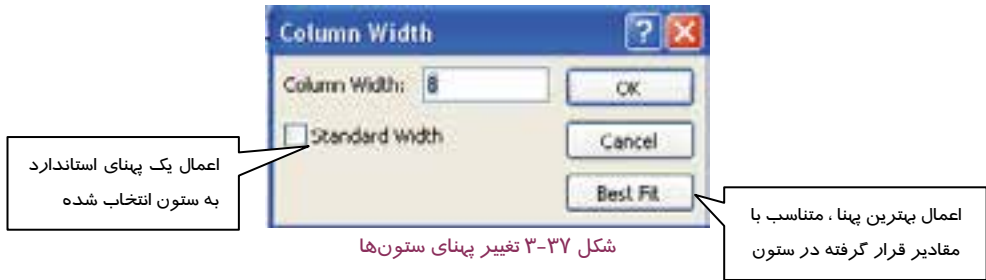 Column Width
Column Width: 8
OK
Standard Width
Cancel
Best Fit
اعمال یک پهنای استاندارد
به ستون انتخاب شده
اعمال بهترین پهنا ، متناسب با
مقادیر قرار گرفته در ستون
شکل ۳۷-۳ تغییر پهنای ستون‌ها